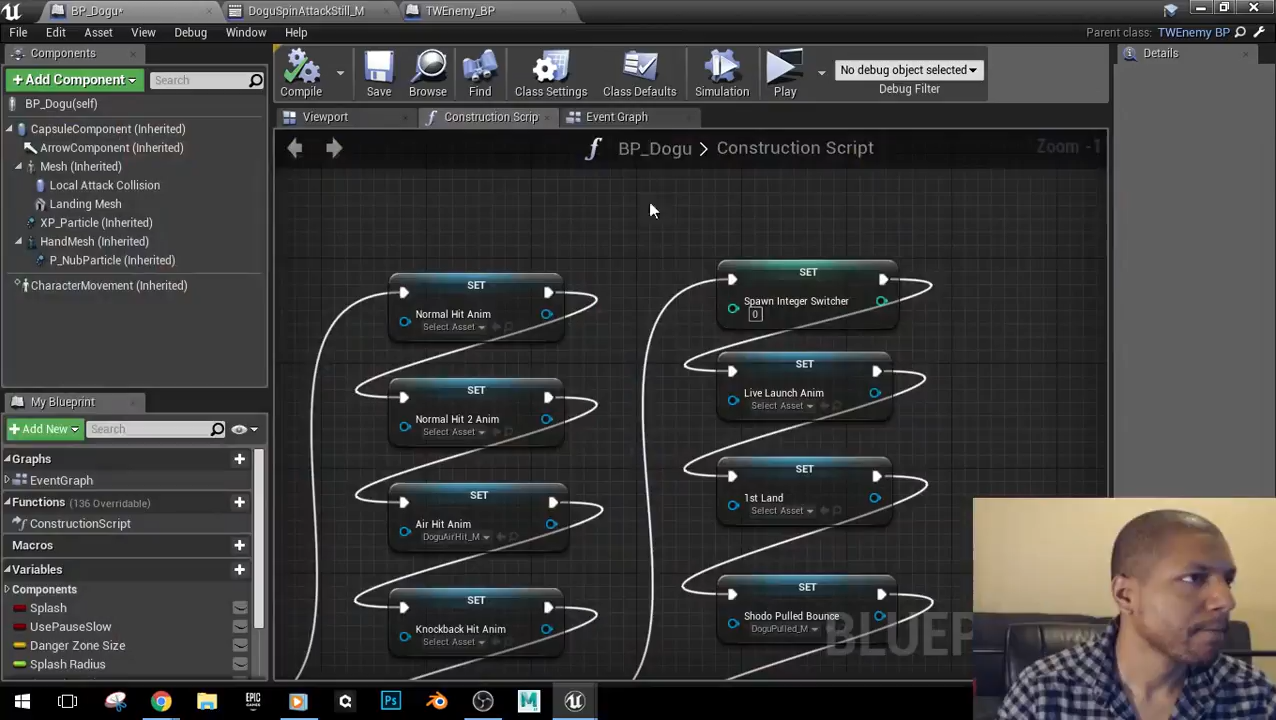 BP_Dogu*
DoguSpinAttackStill_M
TWEnemy_BP
File
Edit
Asset
View
Debug
Window
Help
Parent class: TWEnemy BP
Components
+ Add Component
Search
BP_Dogu(self)
CapsuleComponent (Inherited)
ArrowComponent (Inherited)
Mesh (Inherited)
Local Attack Collision
Landing Mesh
XP_Particle (Inherited)
HandMesh (Inherited)
P_NubParticle (Inherited)
CharacterMovement (Inherited)
My Blueprint
+ Add New
Search
Graphs
EventGraph
Functions (136 Overridable)
ConstructionScript
Macros
Variables
Components
Splash
UsePauseSlow
Danger Zone Size
Splash Radius
Compile
Save
Browse
Find
Class Settings
Class Defaults
Simulation
Play
No debug object selected
Debug Filter
Viewport
Construction Scrip
Event Graph
BP_Dogu > Construction Script
Zoom -1
SET
Normal Hit Anim
Select Asset
SET
Normal Hit 2 Anim
Select Asset
SET
Air Hit Anim
DoguAirHit_M
SET
Knockback Hit Anim
Select Asset
SET
Spawn Integer Switcher
0
SET
Live Launch Anim
Select Asset
SET
1st Land
Select Asset
SET
Shodo Pulled Bounce
DoguPulled_M
BLUEP
Details
EPIC
GAMES
Ps
M